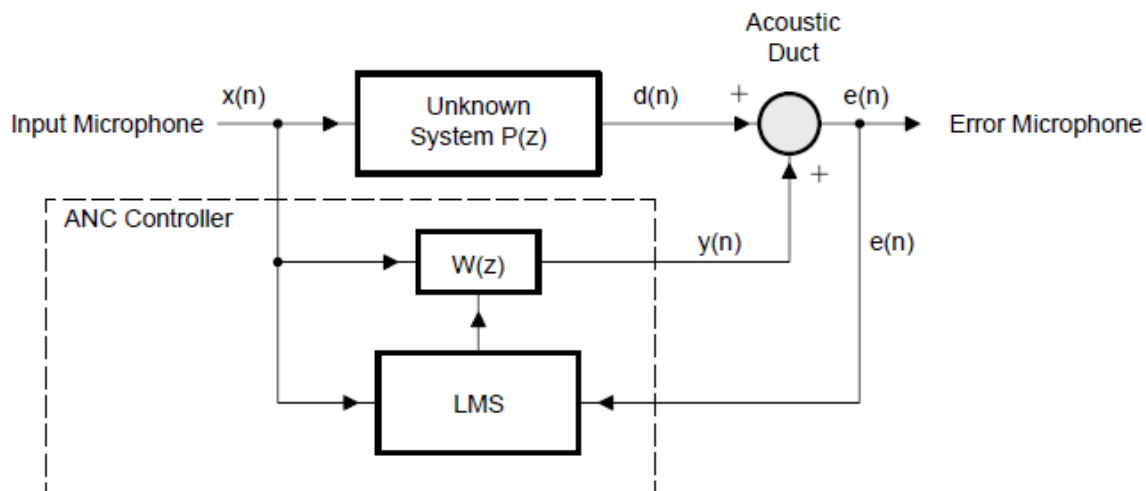 Acoustic
Duct
x(n)
d(n)
+
e(n)
Input Microphone
Unknown
System P(z)
Error Microphone
+
ANC Controller
W(z)
y(n)
e(n)
LMS